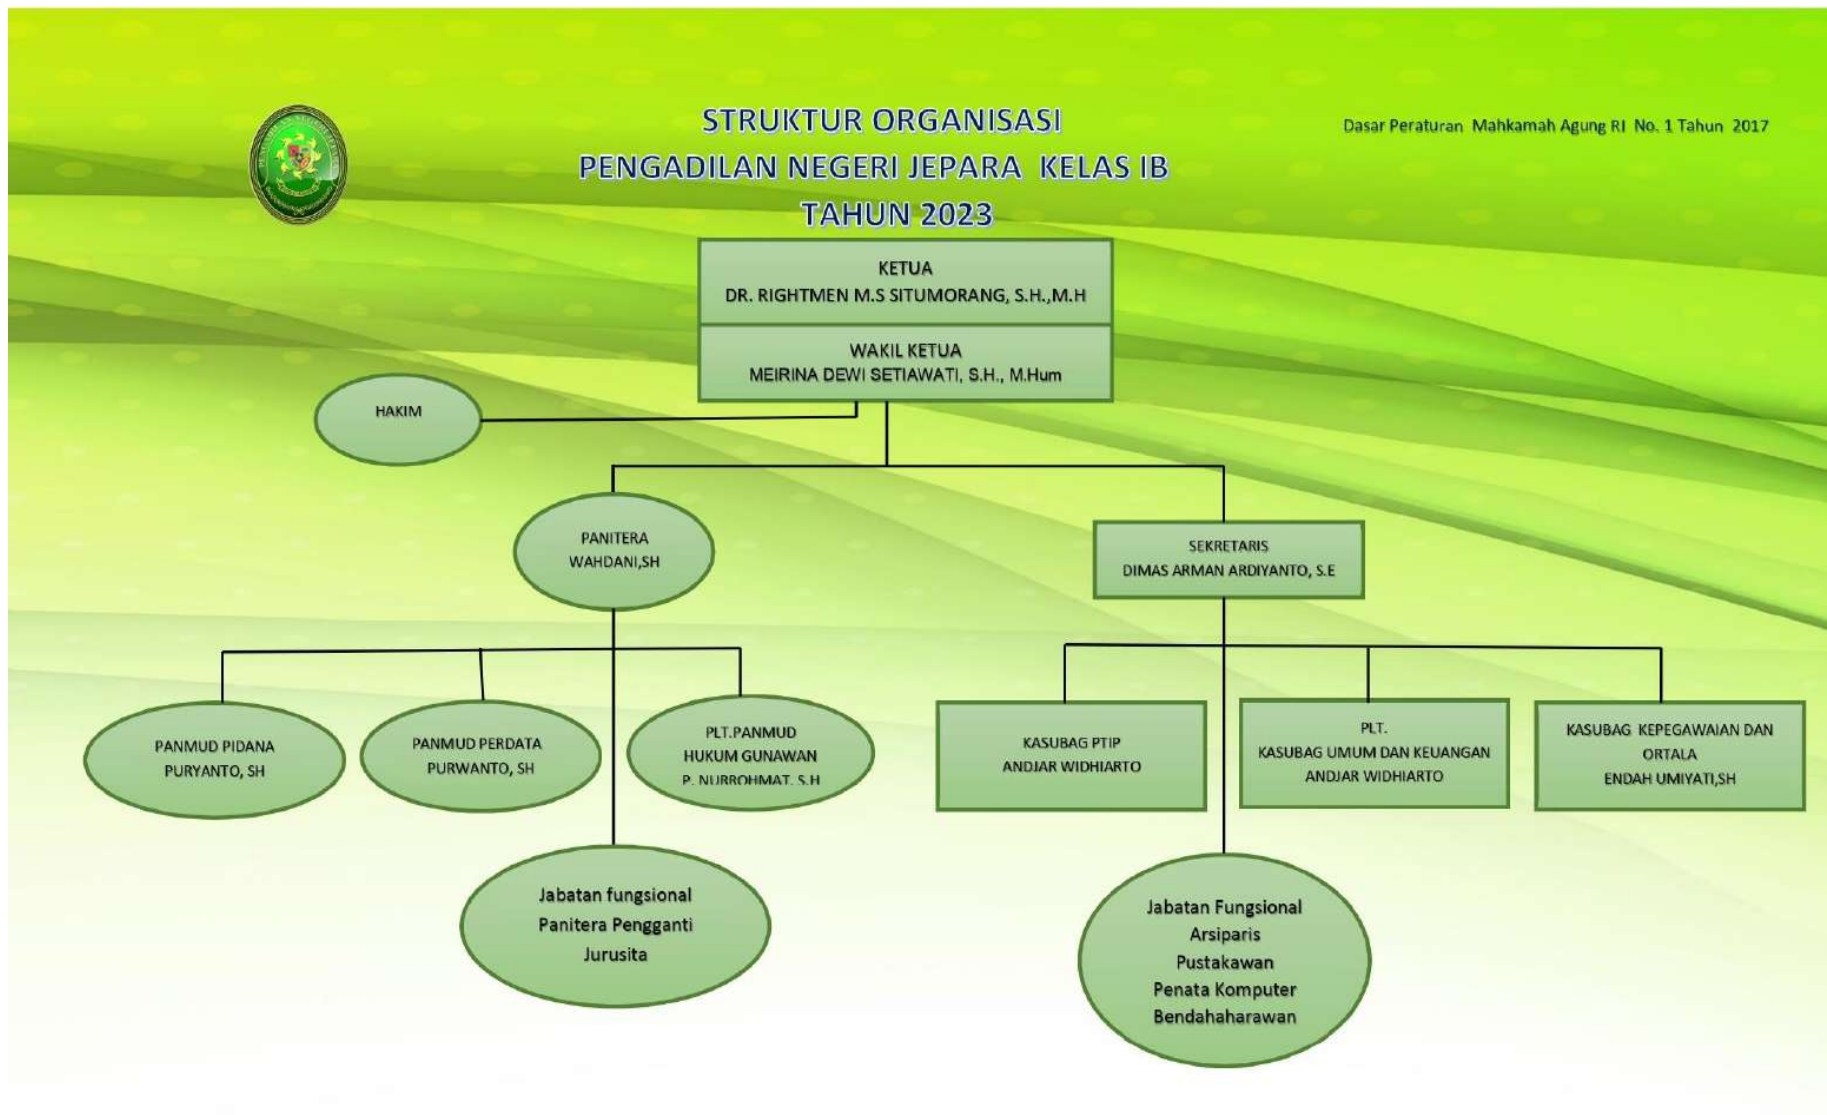 STRUKTUR ORGANISASI
PENGADILAN NEGERI JEPARA KELAS IB
TAHUN 2023
Dasar Peraturan Mahkamah Agung RI No. 1 Tahun 2017
KETUA
DR. RIGHTMEN M.S SITUMORANG, S.H.,M.H
WAKIL KETUA
MEIRINA DEWI SETIAWATI, S.H., M.Hum
HAKIM
PANITERA
WAHDANI,SH
SEKRETARIS
DIMAS ARMAN ARDIYANTO, S.E
PANMUD PIDANA
PURYANTO, SH
PANMUD PERDATA
PURWANTO, SH
PLT.PANMUD
HUKUM GUNAWAN
P. NURROHMAT, S.H
KASUBAG PTIP
ANDJAR WIDHIARTO
PLT.
KASUBAG UMUM DAN KEUANGAN
ANDJAR WIDHIARTO
KASUBAG KEPEGAWAIAN DAN
ORTALA
ENDAH UMIYATI,SH
Jabatan fungsional
Panitera Pengganti
Jurusita
Jabatan Fungsional
Arsiparis
Pustakawan
Penata Komputer
Bendahaharawan